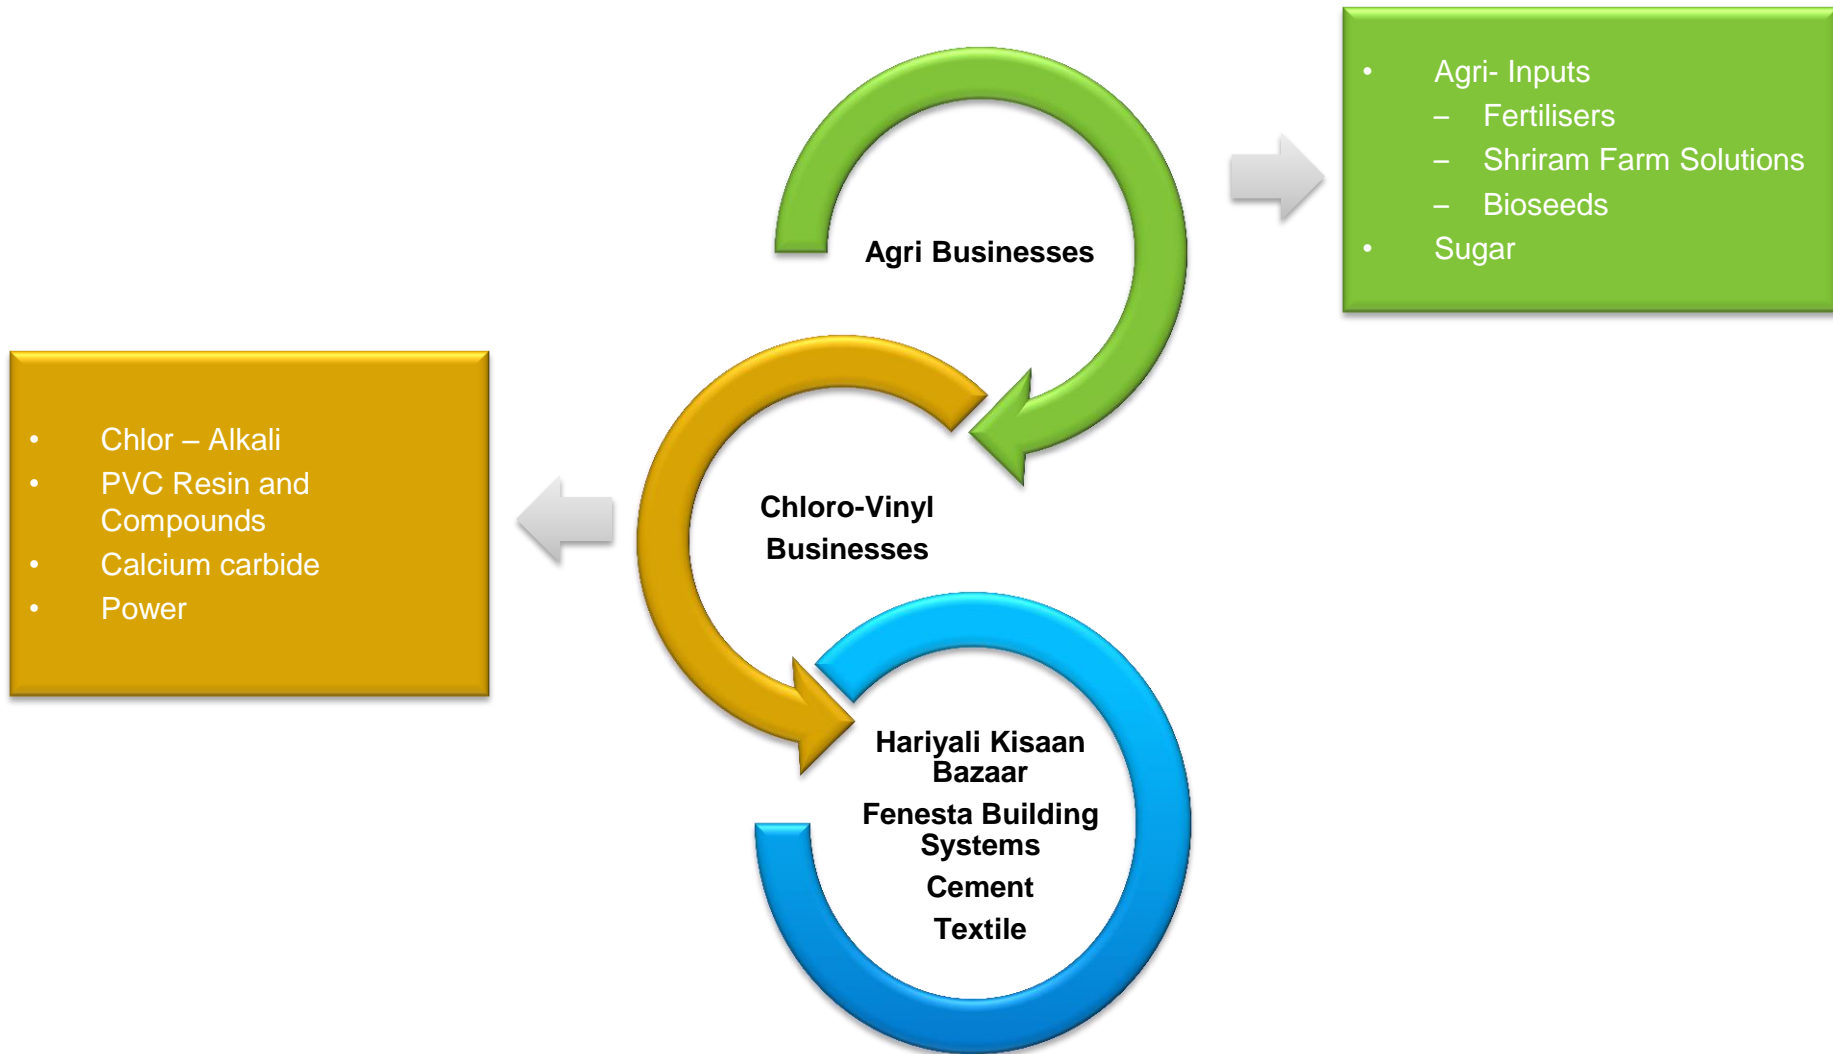 • Agri- Inputs
– Fertilisers
– Shriram Farm Solutions
– Bioseeds
• Sugar
Agri Businesses
• Chlor – Alkali
• PVC Resin and
Compounds
• Calcium carbide
• Power
Chloro-Vinyl
Businesses
Hariyali Kisaan
Bazaar
Fenesta Building
Systems
Cement
Textile